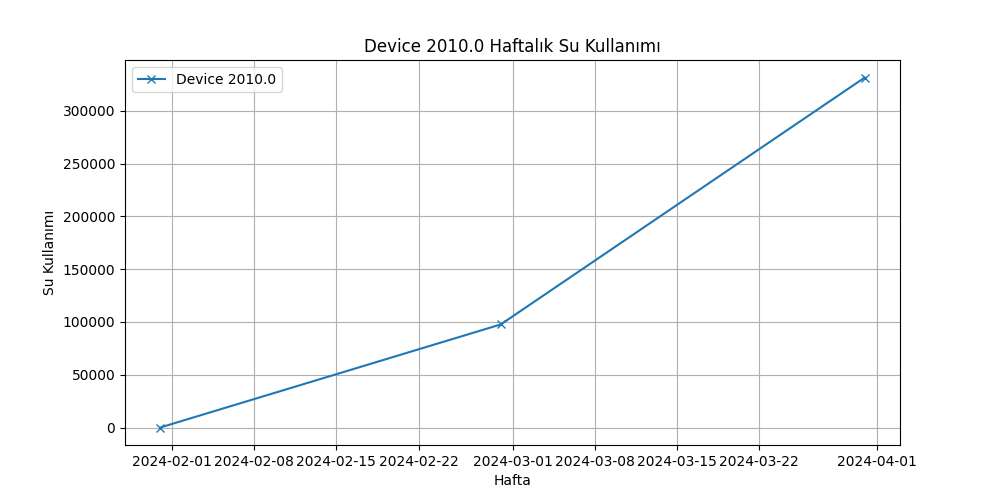 Device 2010.0 Haftalık Su Kullanımı
Device 2010.0
300000
250000
200000
150000
100000
50000
0
Su Kullanımı
2024-02-01 2024-02-08 2024-02-15 2024-02-22 2024-03-01 2024-03-08 2024-03-15 2024-03-22 2024-04-01
Hafta